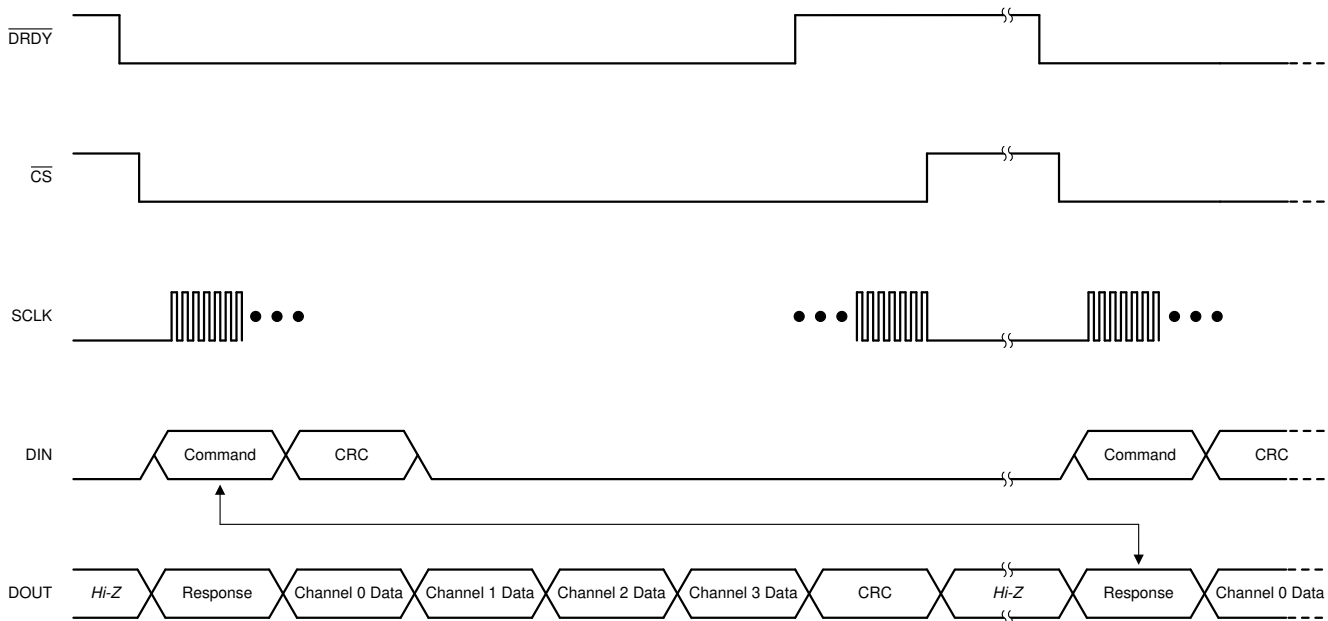 DRDY
CS
SCLK
DIN Command CRC Command CRC
DOUT Hi-Z Response Channel 0 Data Channel 1 Data Channel 2 Data Channel 3 Data CRC Hi-Z Response Channel 0 Data